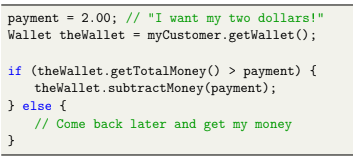 payment = 2.00; // "I want my two dollars!"
Wallet theWallet = myCustomer.getWallet();
if (theWallet.getTotalMoney() > payment) {
theWallet.subtractMoney(payment);
} else {
// Come back later and get my money
}